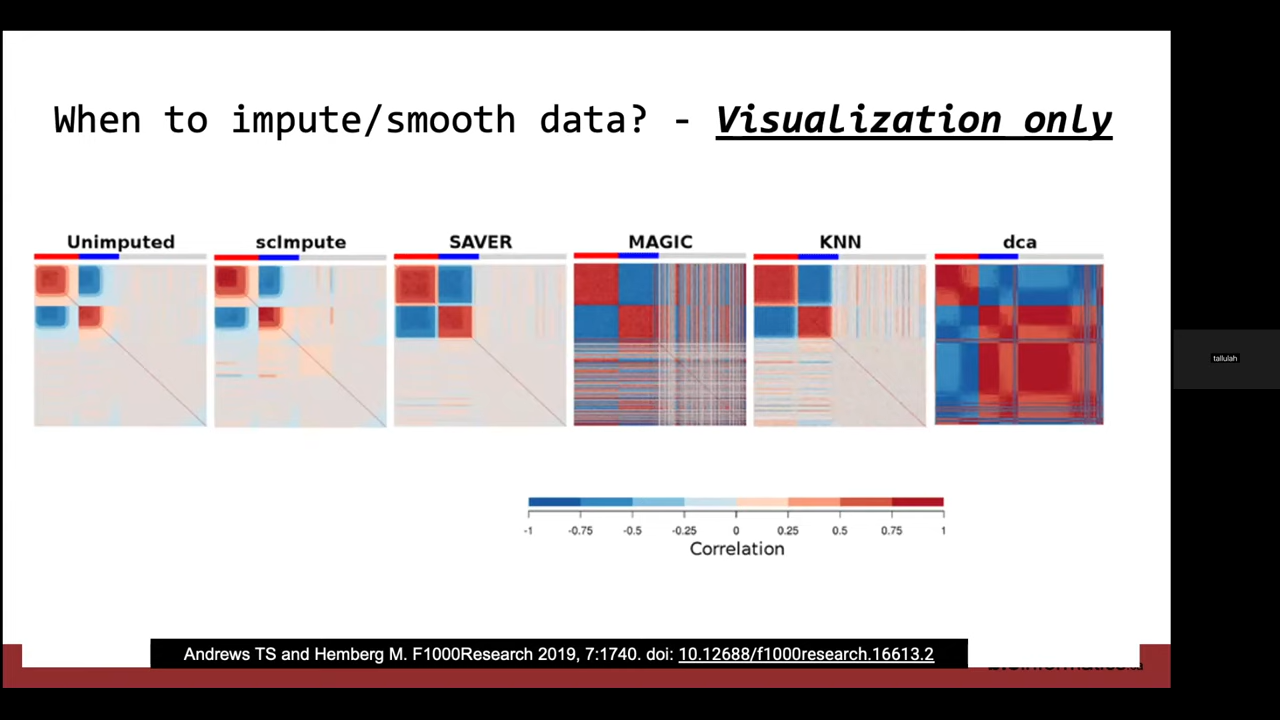 When to impute/smooth data? - Visualization only
Unimputed scImpute SAVER MAGIC KNN dca
tallulah
-1 -0.75 -0.5 -0.25 0 0.25 0.5 0.75 1
Correlation
Andrews TS and Hemberg M. F1000Research 2019, 7:1740. doi: 10.12688/f1000research.16613.2